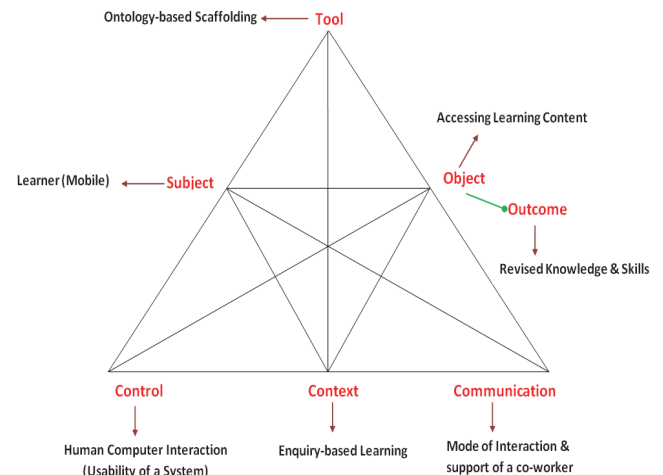 Ontology-based Scaffolding
Tool
Accessing Learning Content
Learner (Mobile)
Subject
Object
Outcome
Revised Knowledge & Skills
Control
Context
Communication
Human Computer Interaction
(Usability of a System)
Enquiry-based Learning
Mode of Interaction &
support of a co-worker